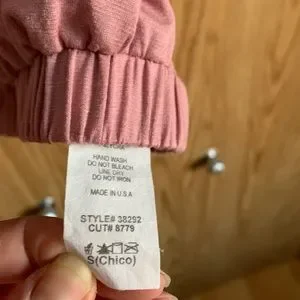 HAND WASH
DO NOT BLEACH
LINE DRY
DO NOT IRON
MADE IN U.S.A
STYLE# 38292
CUT# 8779
S(Chico)